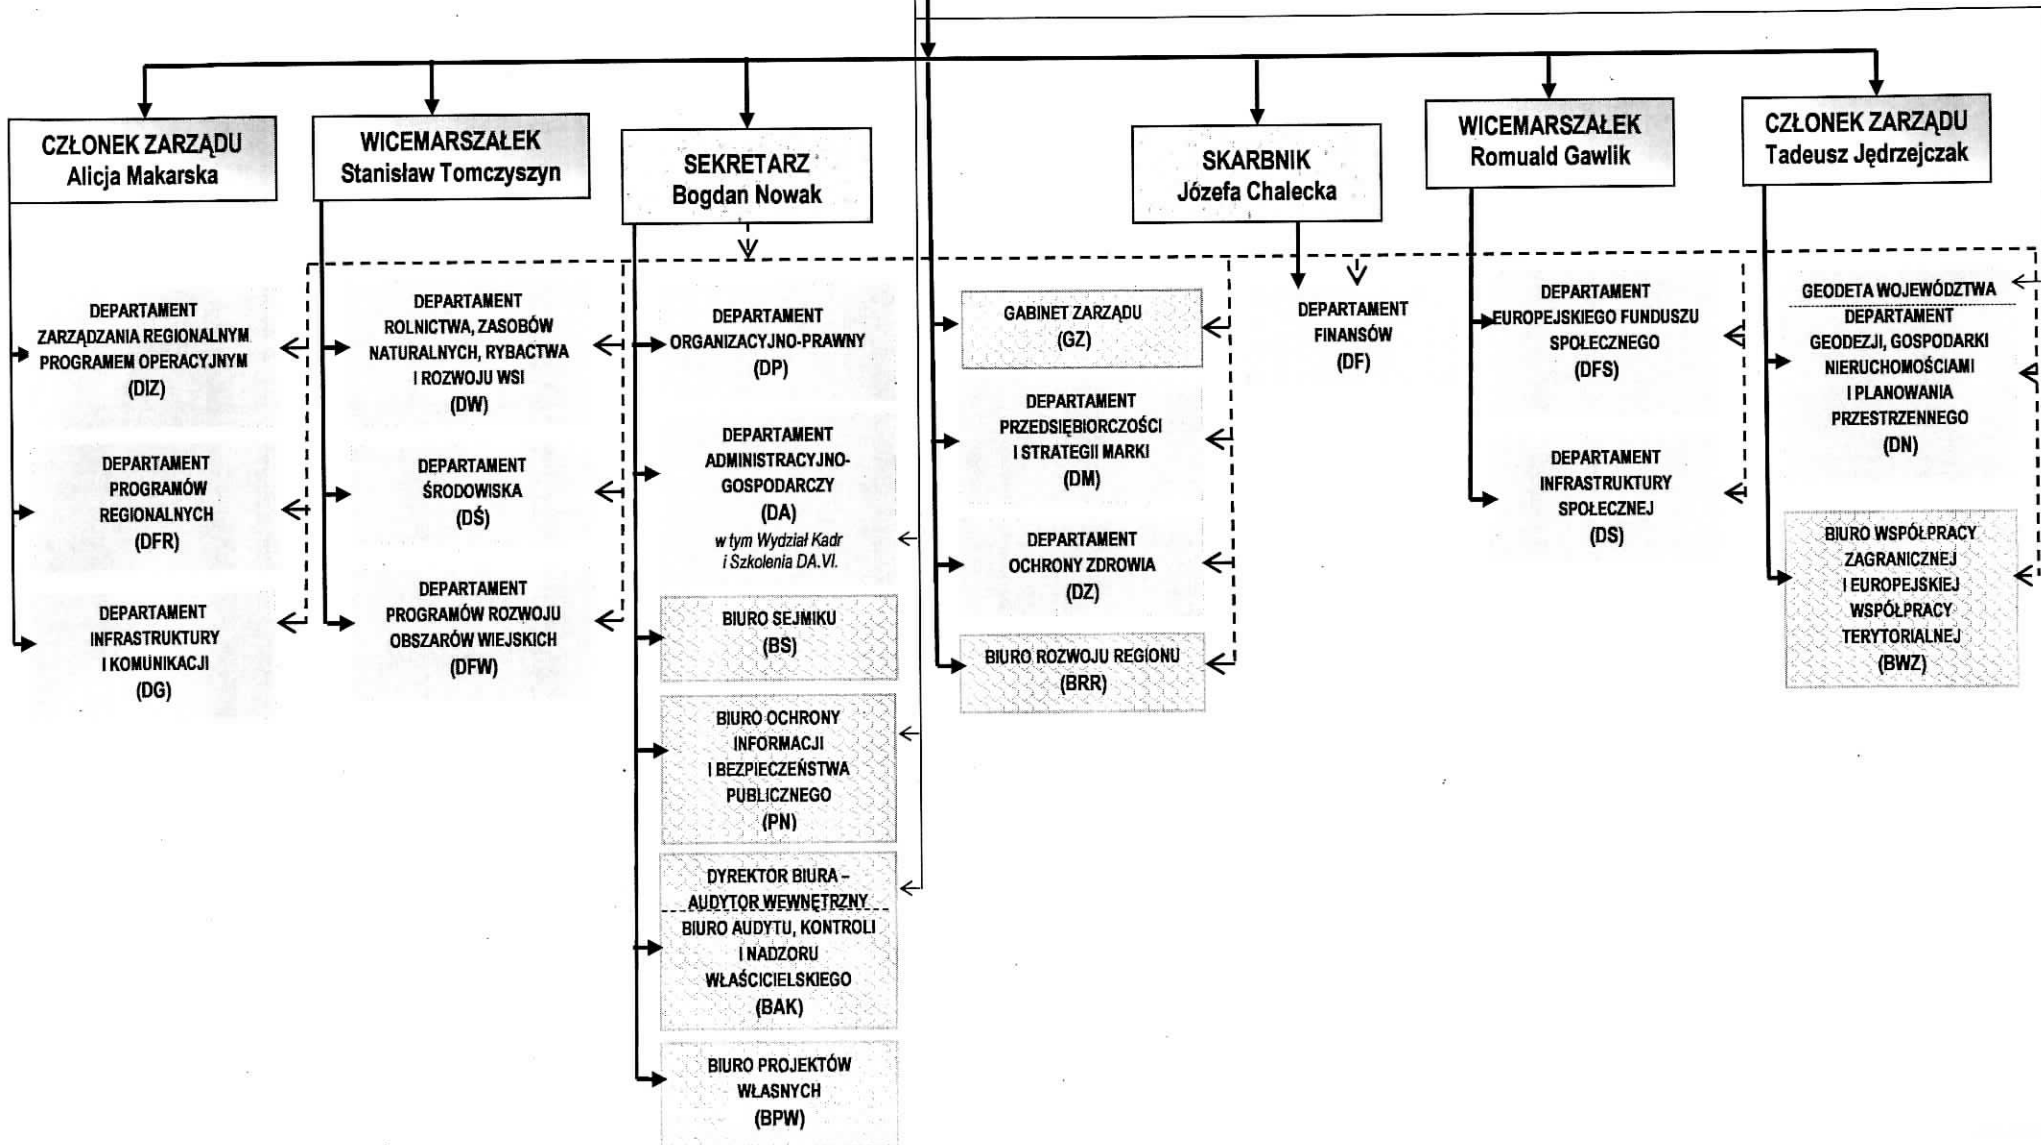 CZŁONEK ZARZĄDU
Alicja Makarska
WICEMARSZAŁEK
Stanisław Tomczyszyn
SEKRETARZ
Bogdan Nowak
SKARBNIK
Józefa Chalecka
WICEMARSZAŁEK
Romuald Gawlik
CZŁONEK ZARZĄDU
Tadeusz Jędrzejczak
DEPARTAMENT
ZARZĄDZANIA REGIONALNYM
PROGRAMEM OPERACYJNYM
(DIZ)
DEPARTAMENT
PROGRAMÓW
REGIONALNYCH
(DFR)
DEPARTAMENT
INFRASTRUKTURY
I KOMUNIKACJI
(DG)
DEPARTAMENT
ROLNICTWA, ZASOBÓW
NATURALNYCH, RYBACTWA
I ROZWOJU WSI
(DW)
DEPARTAMENT
ŚRODOWISKA
(DŚ)
DEPARTAMENT
PROGRAMÓW ROZWOJU
OBSZARÓW WIEJSKICH
(DFW)
DEPARTAMENT
ORGANIZACYJNO-PRAWNY
(DP)
DEPARTAMENT
ADMINISTRACYJNO-
GOSPODARCZY
(DA)
w tym Wydział Kadr
i Szkolenia DA.VI.
BIURO SEJMIKU
(BS)
BIURO OCHRONY
INFORMACJI
I BEZPIECZEŃSTWA
PUBLICZNEGO
(PN)
DYREKTOR BIURA –
AUDYTOR WEWNĘTRZNY
BIURO AUDYTU, KONTROLI
I NADZORU
WŁAŚCICIELSKIEGO
(BAK)
BIURO PROJEKTÓW
WŁASNYCH
(BPW)
GABINET ZARZĄDU
(GZ)
DEPARTAMENT
PRZEDSIĘBIORCZOŚCI
I STRATEGII MARKI
(DM)
DEPARTAMENT
OCHRONY ZDROWIA
(DZ)
BIURO ROZWOJU REGIONU
(BRR)
DEPARTAMENT
FINANSÓW
(DF)
DEPARTAMENT
EUROPEJSKIEGO FUNDUSZU
SPOŁECZNEGO
(DFS)
DEPARTAMENT
INFRASTRUKTURY
SPOŁECZNEJ
(DS)
GEODETA WOJEWÓDZTWA
DEPARTAMENT
GEODEZJI, GOSPODARKI
NIERUCHOMOŚCIAMI
I PLANOWANIA
PRZESTRZENNEGO
(DN)
BIURO WSPÓŁPRACY
ZAGRANICZNEJ
I EUROPEJSKIEJ
WSPÓŁPRACY
TERYTORIALNEJ
(BWZ)